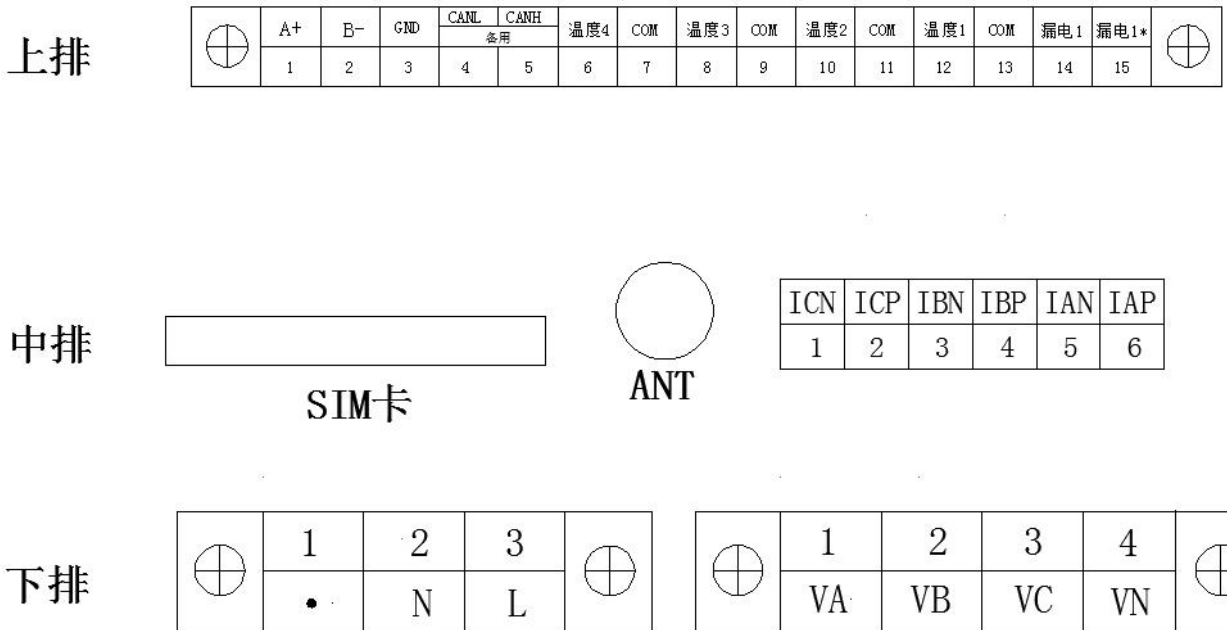 上排
A+ B- GND CANL CANH 温度4 COM 温度3 COM 温度2 COM 温度1 COM 漏电1 漏电1*
备用
1 2 3 4 5 6 7 8 9 10 11 12 13 14 15
中排
SIM卡
ANT
ICN ICP IBN IBP IAN IAP
1 2 3 4 5 6
下排
1 2 3
• N L
1 2 3 4
VA VB VC VN